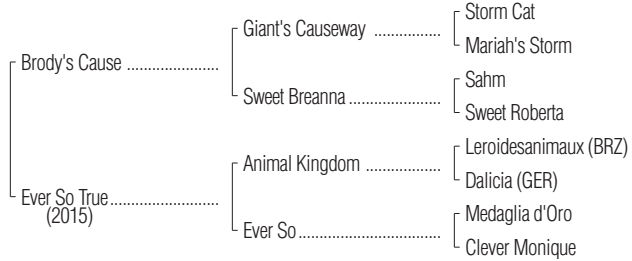 Storm Cat
Giant's Causeway ....................
Mariah's Storm
Brody's Cause .......................
Sahm
Sweet Breanna .......................
Sweet Roberta
Leroidesanimaux (BRZ)
Animal Kingdom ...................
Dalicia (GER)
Ever So True ...........................
(2015)
Medaglia d'Oro
Ever So ...................................
Clever Monique